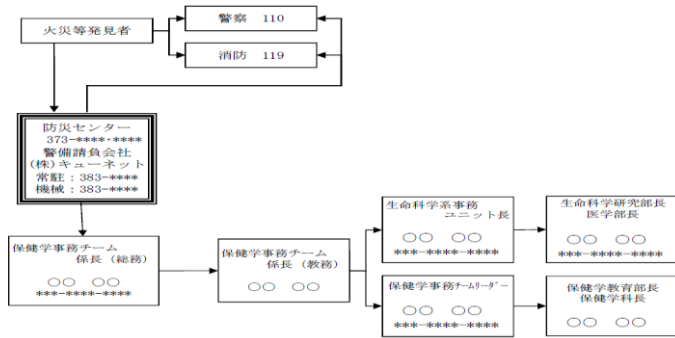 火災等発見者
警察 110
消防 119
防災センター
373-****・****
警備請負会社
(株)キューネット
常駐：383-****
機械：383-****
保健学事務チーム
係長（総務）
○○ ○○
***-****-****
保健学事務チーム
係長（教務）
○○ ○○
生命科学系事務
ユニット長
○○ ○○
***-****-****
生命科学研究部長
医学部長
○○ ○○
***-****-****
保健学事務ﾁｰﾑﾘｰﾀﾞｰ
○○ ○○
***-****-****
保健学教育部長
保健学科長
○○ ○○